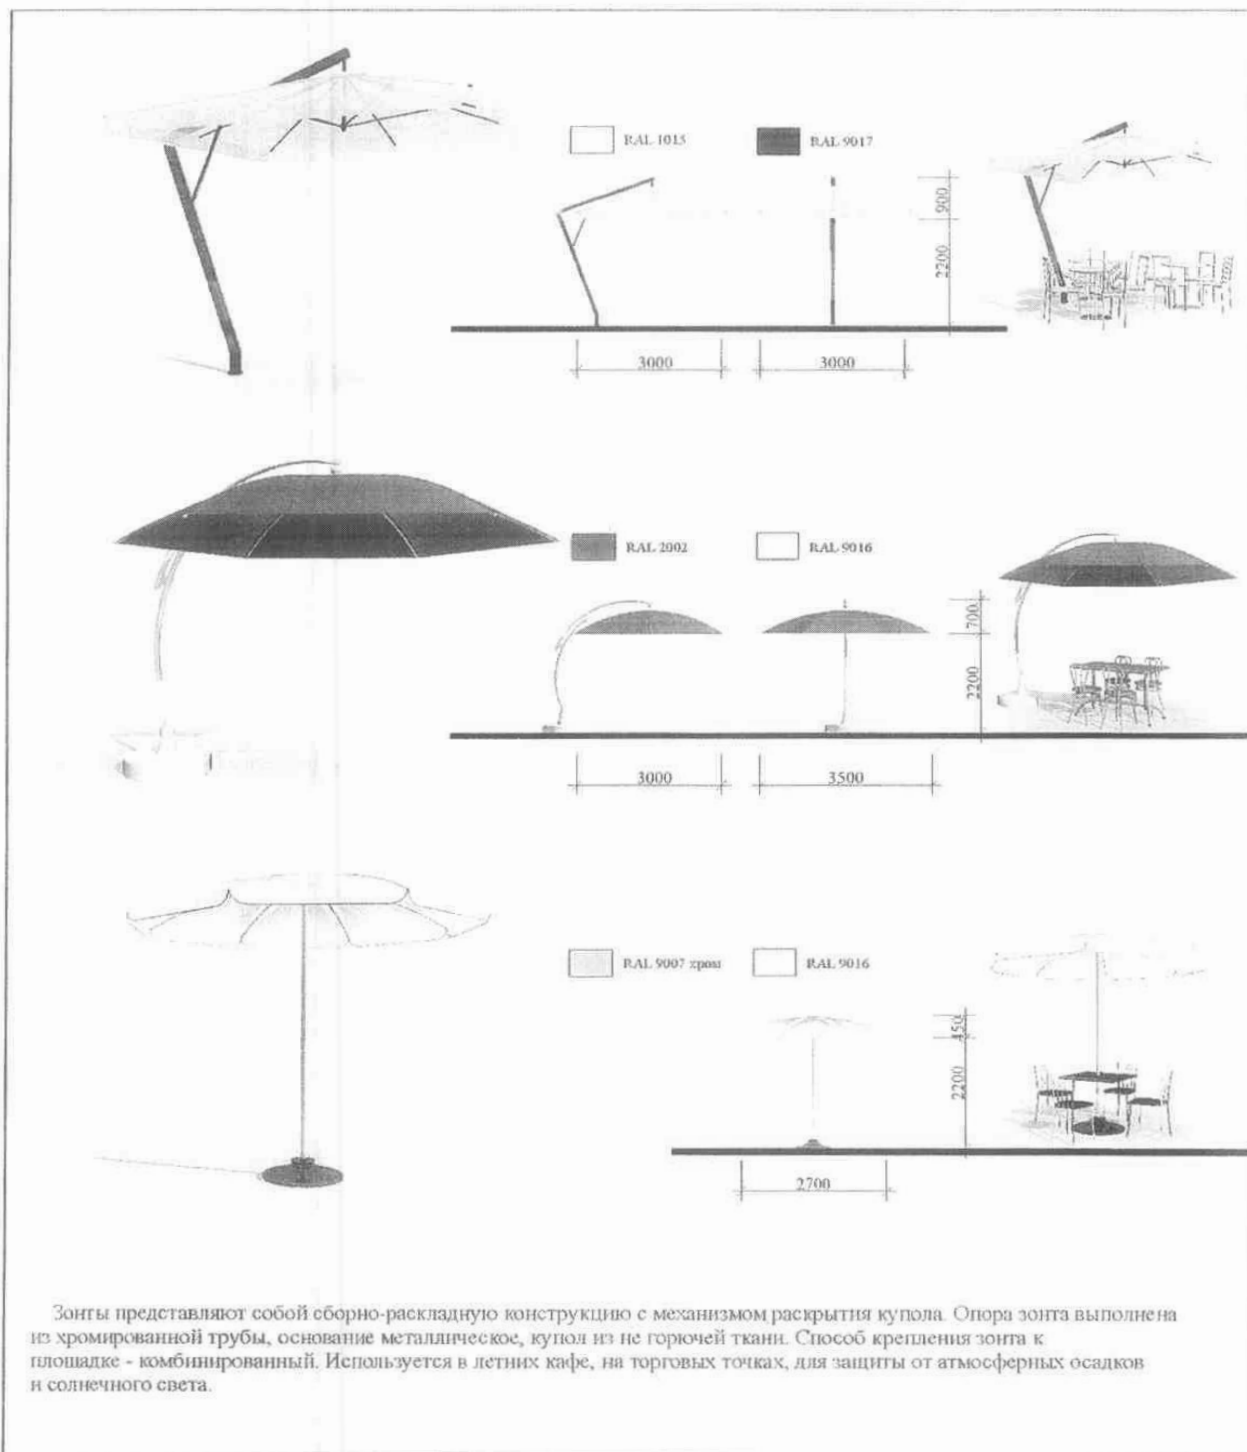 RAL 1015 RAL 9017
900
2200
3000 3000
RAL 2002 RAL 9016
700
2200
3000 3500
RAL 9007 хром RAL 9016
450
2200
2700
Зонты представляют собой сборно-раскладную конструкцию с механизмом раскрытия купола. Опора зонта выполнена
из хромированной трубы, основание металлическое, купол из не горючей ткани. Способ крепления зонта к
площадке - комбинированный. Используется в летних кафе, на торговых точках, для защиты от атмосферных осадков
и солнечного света.